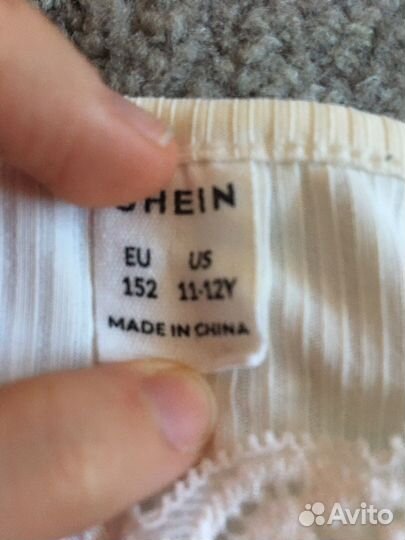 SHEIN
EU US
152 11-12Y
MADE IN CHINA
Avito